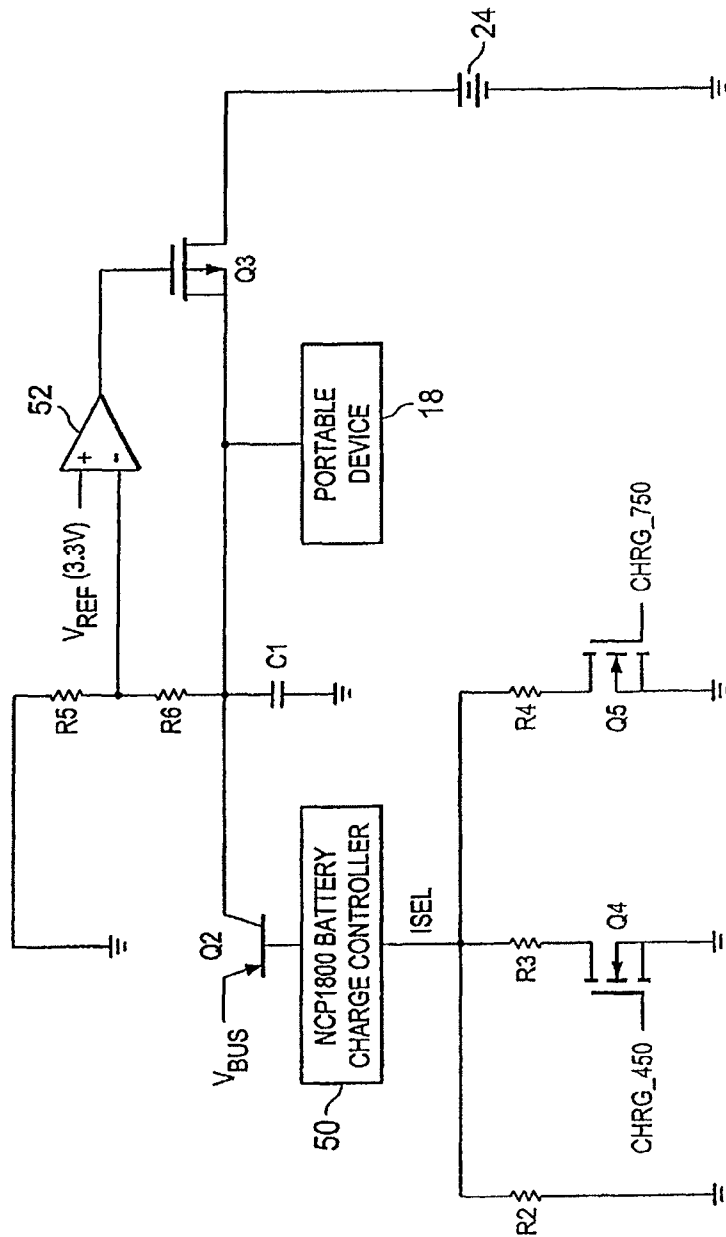 24
52
Q3
VREF (3.3V)
+
-
PORTABLE
DEVICE
18
R5
R6
C1
Q2
VBUS
NCP1800 BATTERY
CHARGE CONTROLLER
50
ISEL
R4
CHRG_750
Q5
R3
Q4
CHRG_450
R2